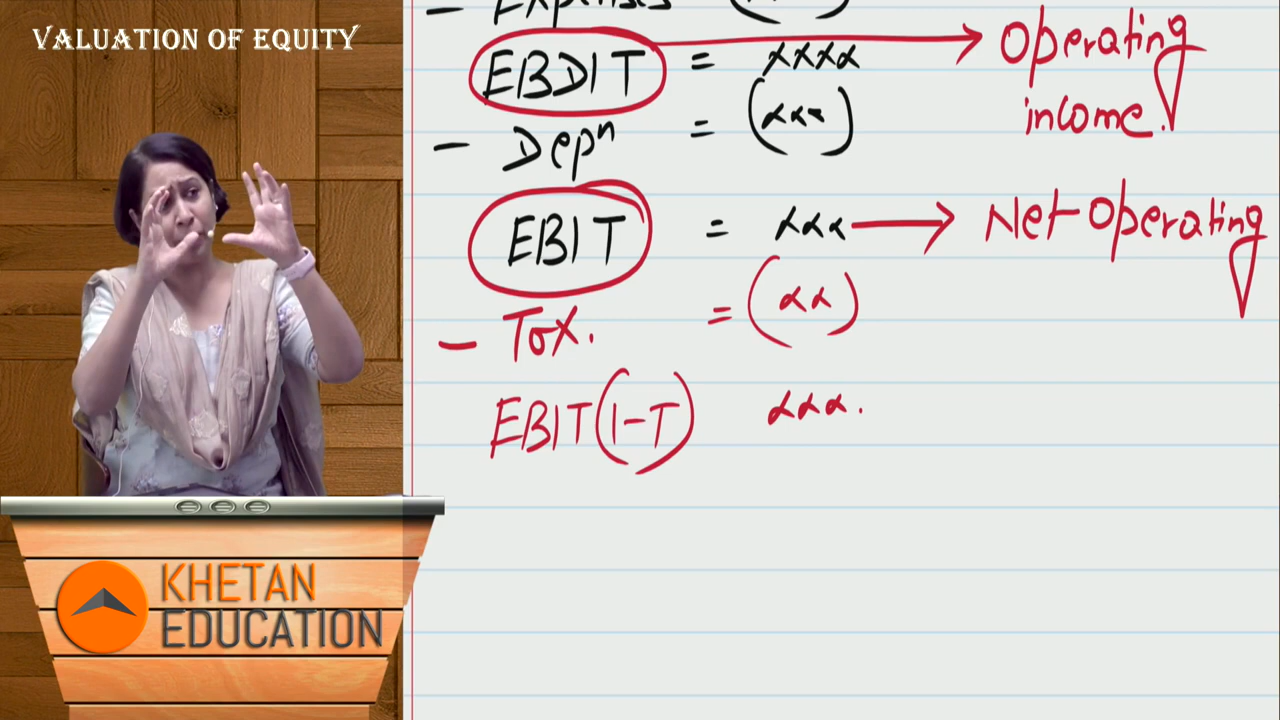 VALUATION OF EQUITY
- Expenses
EBDIT = xxxx → Operating income.
- Depⁿ = (xxx)
EBIT = xxx → Net Operating
- Tax. = (xx)
EBIT(1-T) xxx.
KHETAN
EDUCATION